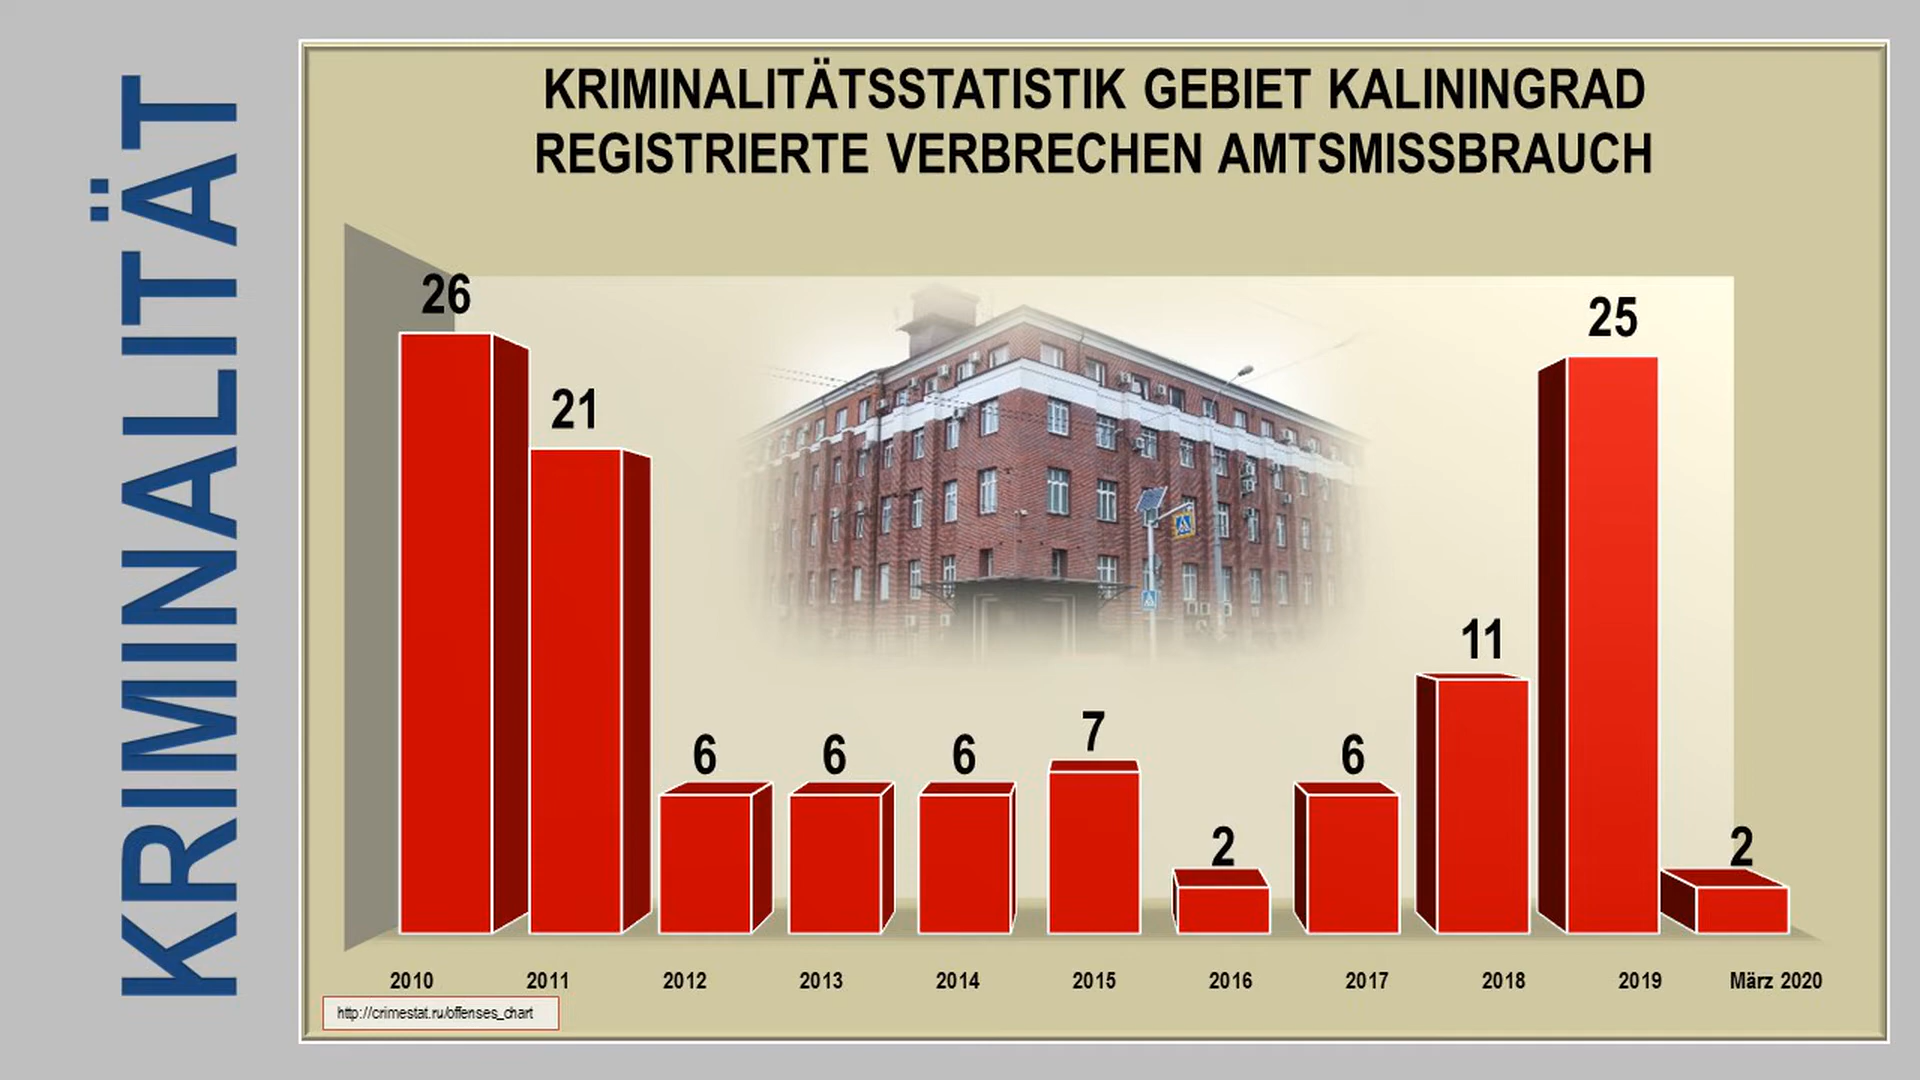 KRIMINALITÄT
KRIMINALITÄTSSTATISTIK GEBIET KALININGRAD
REGISTRIERTE VERBRECHEN AMTSMISSBRAUCH
26
21
6
6
6
7
2
6
11
25
2
2010 2011 2012 2013 2014 2015 2016 2017 2018 2019 März 2020
http://crimestat.ru/offenses_chart